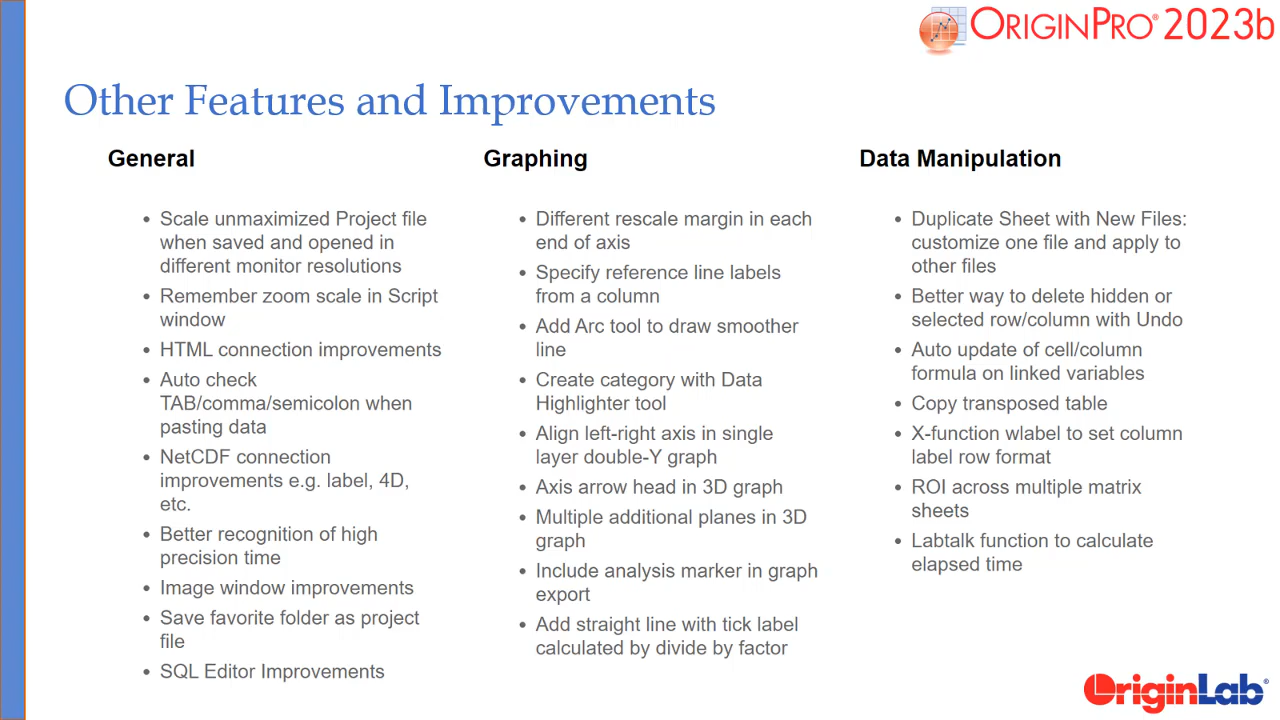 ORIGINPRO® 2023b
Other Features and Improvements
General
• Scale unmaximized Project file
when saved and opened in
different monitor resolutions
• Remember zoom scale in Script
window
• HTML connection improvements
• Auto check
TAB/comma/semicolon when
pasting data
• NetCDF connection
improvements e.g. label, 4D,
etc.
• Better recognition of high
precision time
• Image window improvements
• Save favorite folder as project
file
• SQL Editor Improvements
Graphing
• Different rescale margin in each
end of axis
• Specify reference line labels
from a column
• Add Arc tool to draw smoother
line
• Create category with Data
Highlighter tool
• Align left-right axis in single
layer double-Y graph
• Axis arrow head in 3D graph
• Multiple additional planes in 3D
graph
• Include analysis marker in graph
export
• Add straight line with tick label
calculated by divide by factor
Data Manipulation
• Duplicate Sheet with New Files:
customize one file and apply to
other files
• Better way to delete hidden or
selected row/column with Undo
• Auto update of cell/column
formula on linked variables
• Copy transposed table
• X-function wlabel to set column
label row format
• ROI across multiple matrix
sheets
• Labtalk function to calculate
elapsed time
OriginLab®